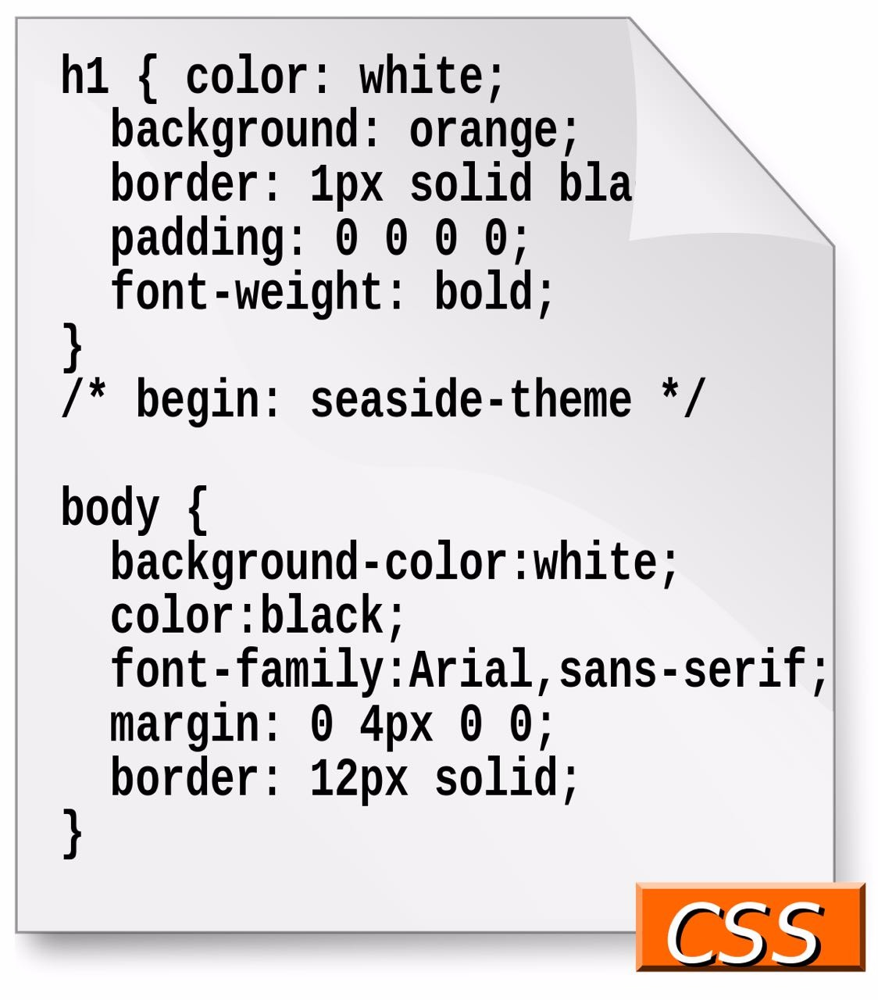 h1 { color: white;
  background: orange;
  border: 1px solid bla
  padding: 0 0 0 0;
  font-weight: bold;
}
/* begin: seaside-theme */

body {
  background-color:white;
  color:black;
  font-family:Arial,sans-serif;
  margin: 0 4px 0 0;
  border: 12px solid;
}
CSS